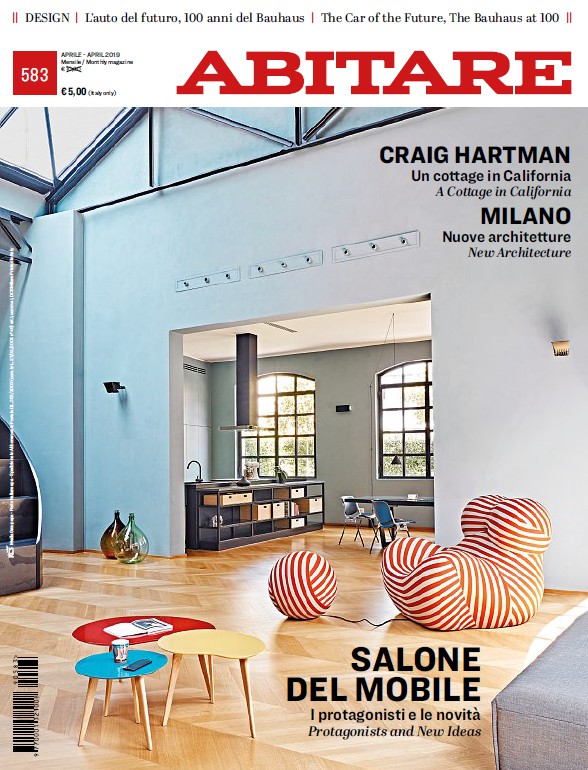 DESIGN | L'auto del futuro, 100 anni del Bauhaus | The Car of the Future, The Bauhaus at 100
583
APRILE - APRIL 2019
Mensile / Monthly magazine
€ 5,00 (Italy only)
ABITARE
CRAIG HARTMAN
Un cottage in California
A Cottage in California
MILANO
Nuove architetture
New Architecture
SALONE
DEL MOBILE
I protagonisti e le novità
Protagonists and New Ideas